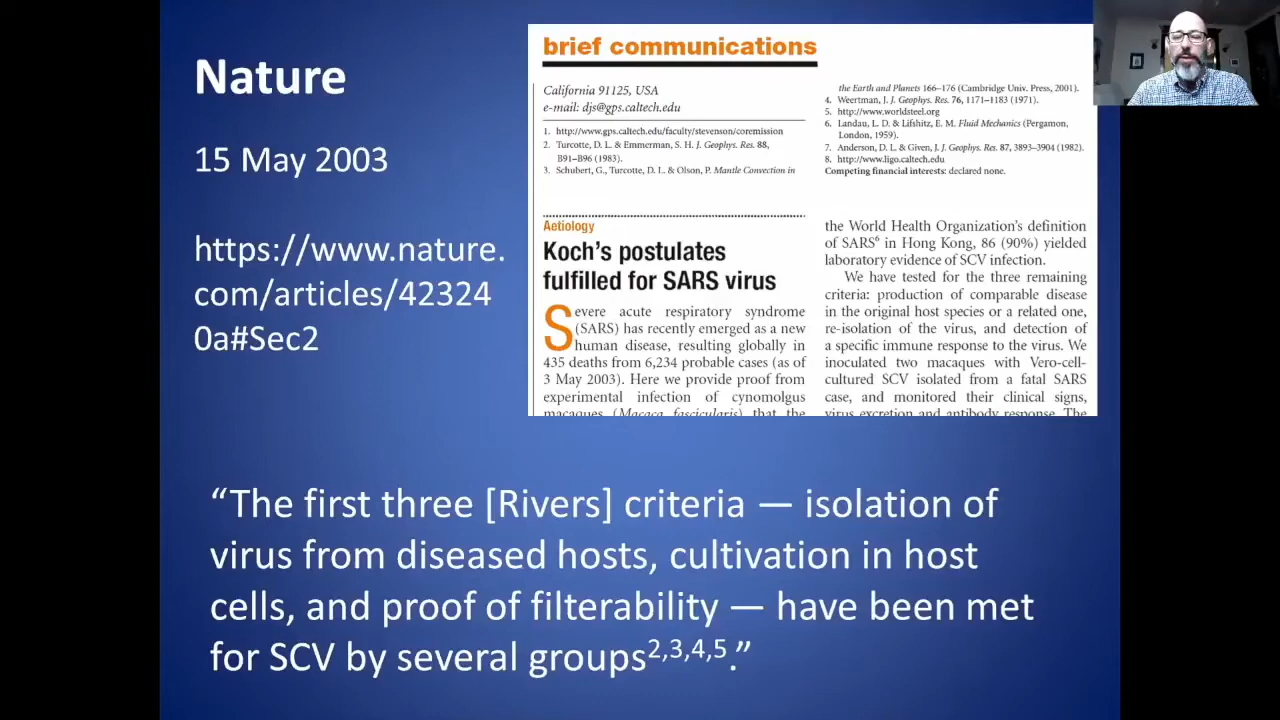 Nature
15 May 2003
https://www.nature.
com/articles/42324
0a#Sec2
brief communications
California 91125, USA
e-mail: djs@gps.caltech.edu
1. http://www.gps.caltech.edu/faculty/stevenson/coremission
2. Turcotte, D. L. & Emmerman, S. H. J. Geophys. Res. 88,
B91–B96 (1983).
3. Schubert, G., Turcotte, D. L. & Olson, P. Mantle Convection in
the Earth and Planets 166–176 (Cambridge Univ. Press, 2001).
4. Weertman, J. J. Geophys. Res. 76, 1171–1183 (1971).
5. http://www.worldsteel.org
6. Landau, L. D. & Lifshitz, E. M. Fluid Mechanics (Pergamon,
London, 1959).
7. Anderson, D. L. & Given, J. J. Geophys. Res. 87, 3893–3904 (1982).
8. http://www.ligo.caltech.edu
Competing financial interests: declared none.
Aetiology
Koch’s postulates
fulfilled for SARS virus
Severe acute respiratory syndrome
(SARS) has recently emerged as a new
human disease, resulting globally in
435 deaths from 6,234 probable cases (as of
3 May 2003). Here we provide proof from
experimental infection of cynomolgus
macaques (Macaca fascicularis) that the
the World Health Organization’s definition
of SARS⁶ in Hong Kong, 86 (90%) yielded
laboratory evidence of SCV infection.
We have tested for the three remaining
criteria: production of comparable disease
in the original host species or a related one,
re-isolation of the virus, and detection of
a specific immune response to the virus. We
inoculated two macaques with Vero-cell-
cultured SCV isolated from a fatal SARS
case, and monitored their clinical signs,
virus excretion and antibody response. The
“The first three [Rivers] criteria — isolation of
virus from diseased hosts, cultivation in host
cells, and proof of filterability — have been met
for SCV by several groups²,³,⁴,⁵.”